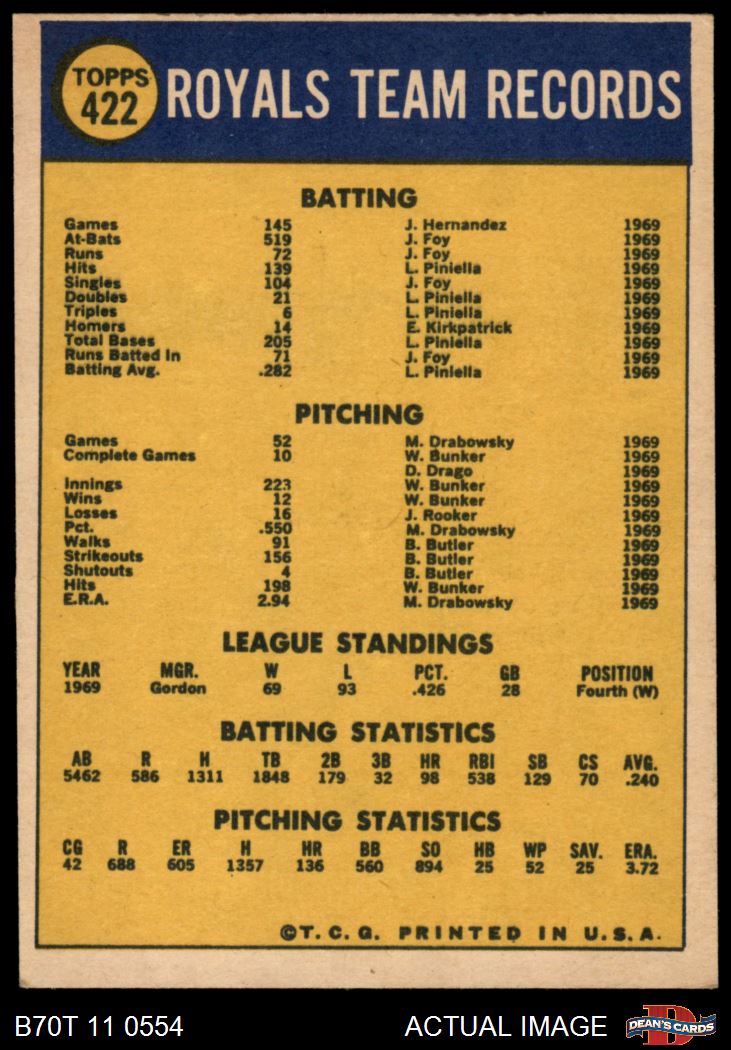 TOPPS
422
ROYALS TEAM RECORDS
BATTING
Games 145 J. Hernandez 1969
At-Bats 519 J. Foy 1969
Runs 72 J. Foy 1969
Hits 139 L. Piniella 1969
Singles 104 J. Foy 1969
Doubles 21 L. Piniella 1969
Triples 6 L. Piniella 1969
Homers 14 E. Kirkpatrick 1969
Total Bases 205 L. Piniella 1969
Runs Batted In 71 J. Foy 1969
Batting Avg. .282 L. Piniella 1969
PITCHING
Games 52 M. Drabowsky 1969
Complete Games 10 W. Bunker 1969
D. Drago 1969
Innings 223 W. Bunker 1969
Wins 12 W. Bunker 1969
Losses 16 J. Rooker 1969
Pct. .550 M. Drabowsky 1969
Walks 91 B. Butler 1969
Strikeouts 156 B. Butler 1969
Shutouts 4 B. Butler 1969
Hits 198 W. Bunker 1969
E.R.A. 2.94 M. Drabowsky 1969
LEAGUE STANDINGS
YEAR MGR. W L PCT. GB POSITION
1969 Gordon 69 93 .426 28 Fourth (W)
BATTING STATISTICS
AB R H TB 2B 3B HR RBI SB CS AVG.
5462 586 1311 1848 179 32 98 538 129 70 .240
PITCHING STATISTICS
CG R ER H HR BB SO HB WP SAV. ERA.
42 688 605 1357 136 560 894 25 52 25 3.72
©T. C. G. PRINTED IN U.S.A.
B70T 11 0554 ACTUAL IMAGE DEAN'S CARDS